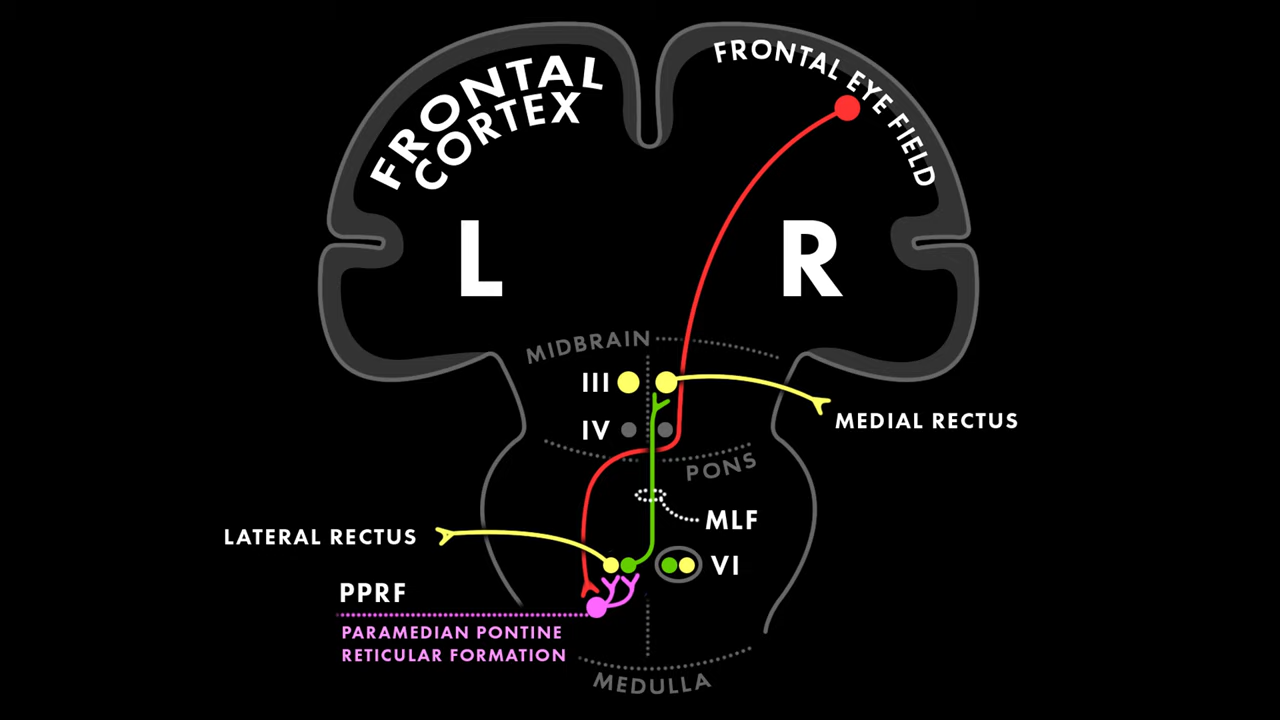 FRONTAL
CORTEX
FRONTAL EYE FIELD
L
R
MIDBRAIN
III
IV
MEDIAL RECTUS
PONS
MLF
LATERAL RECTUS
VI
PPRF
PARAMEDIAN PONTINE
RETICULAR FORMATION
MEDULLA